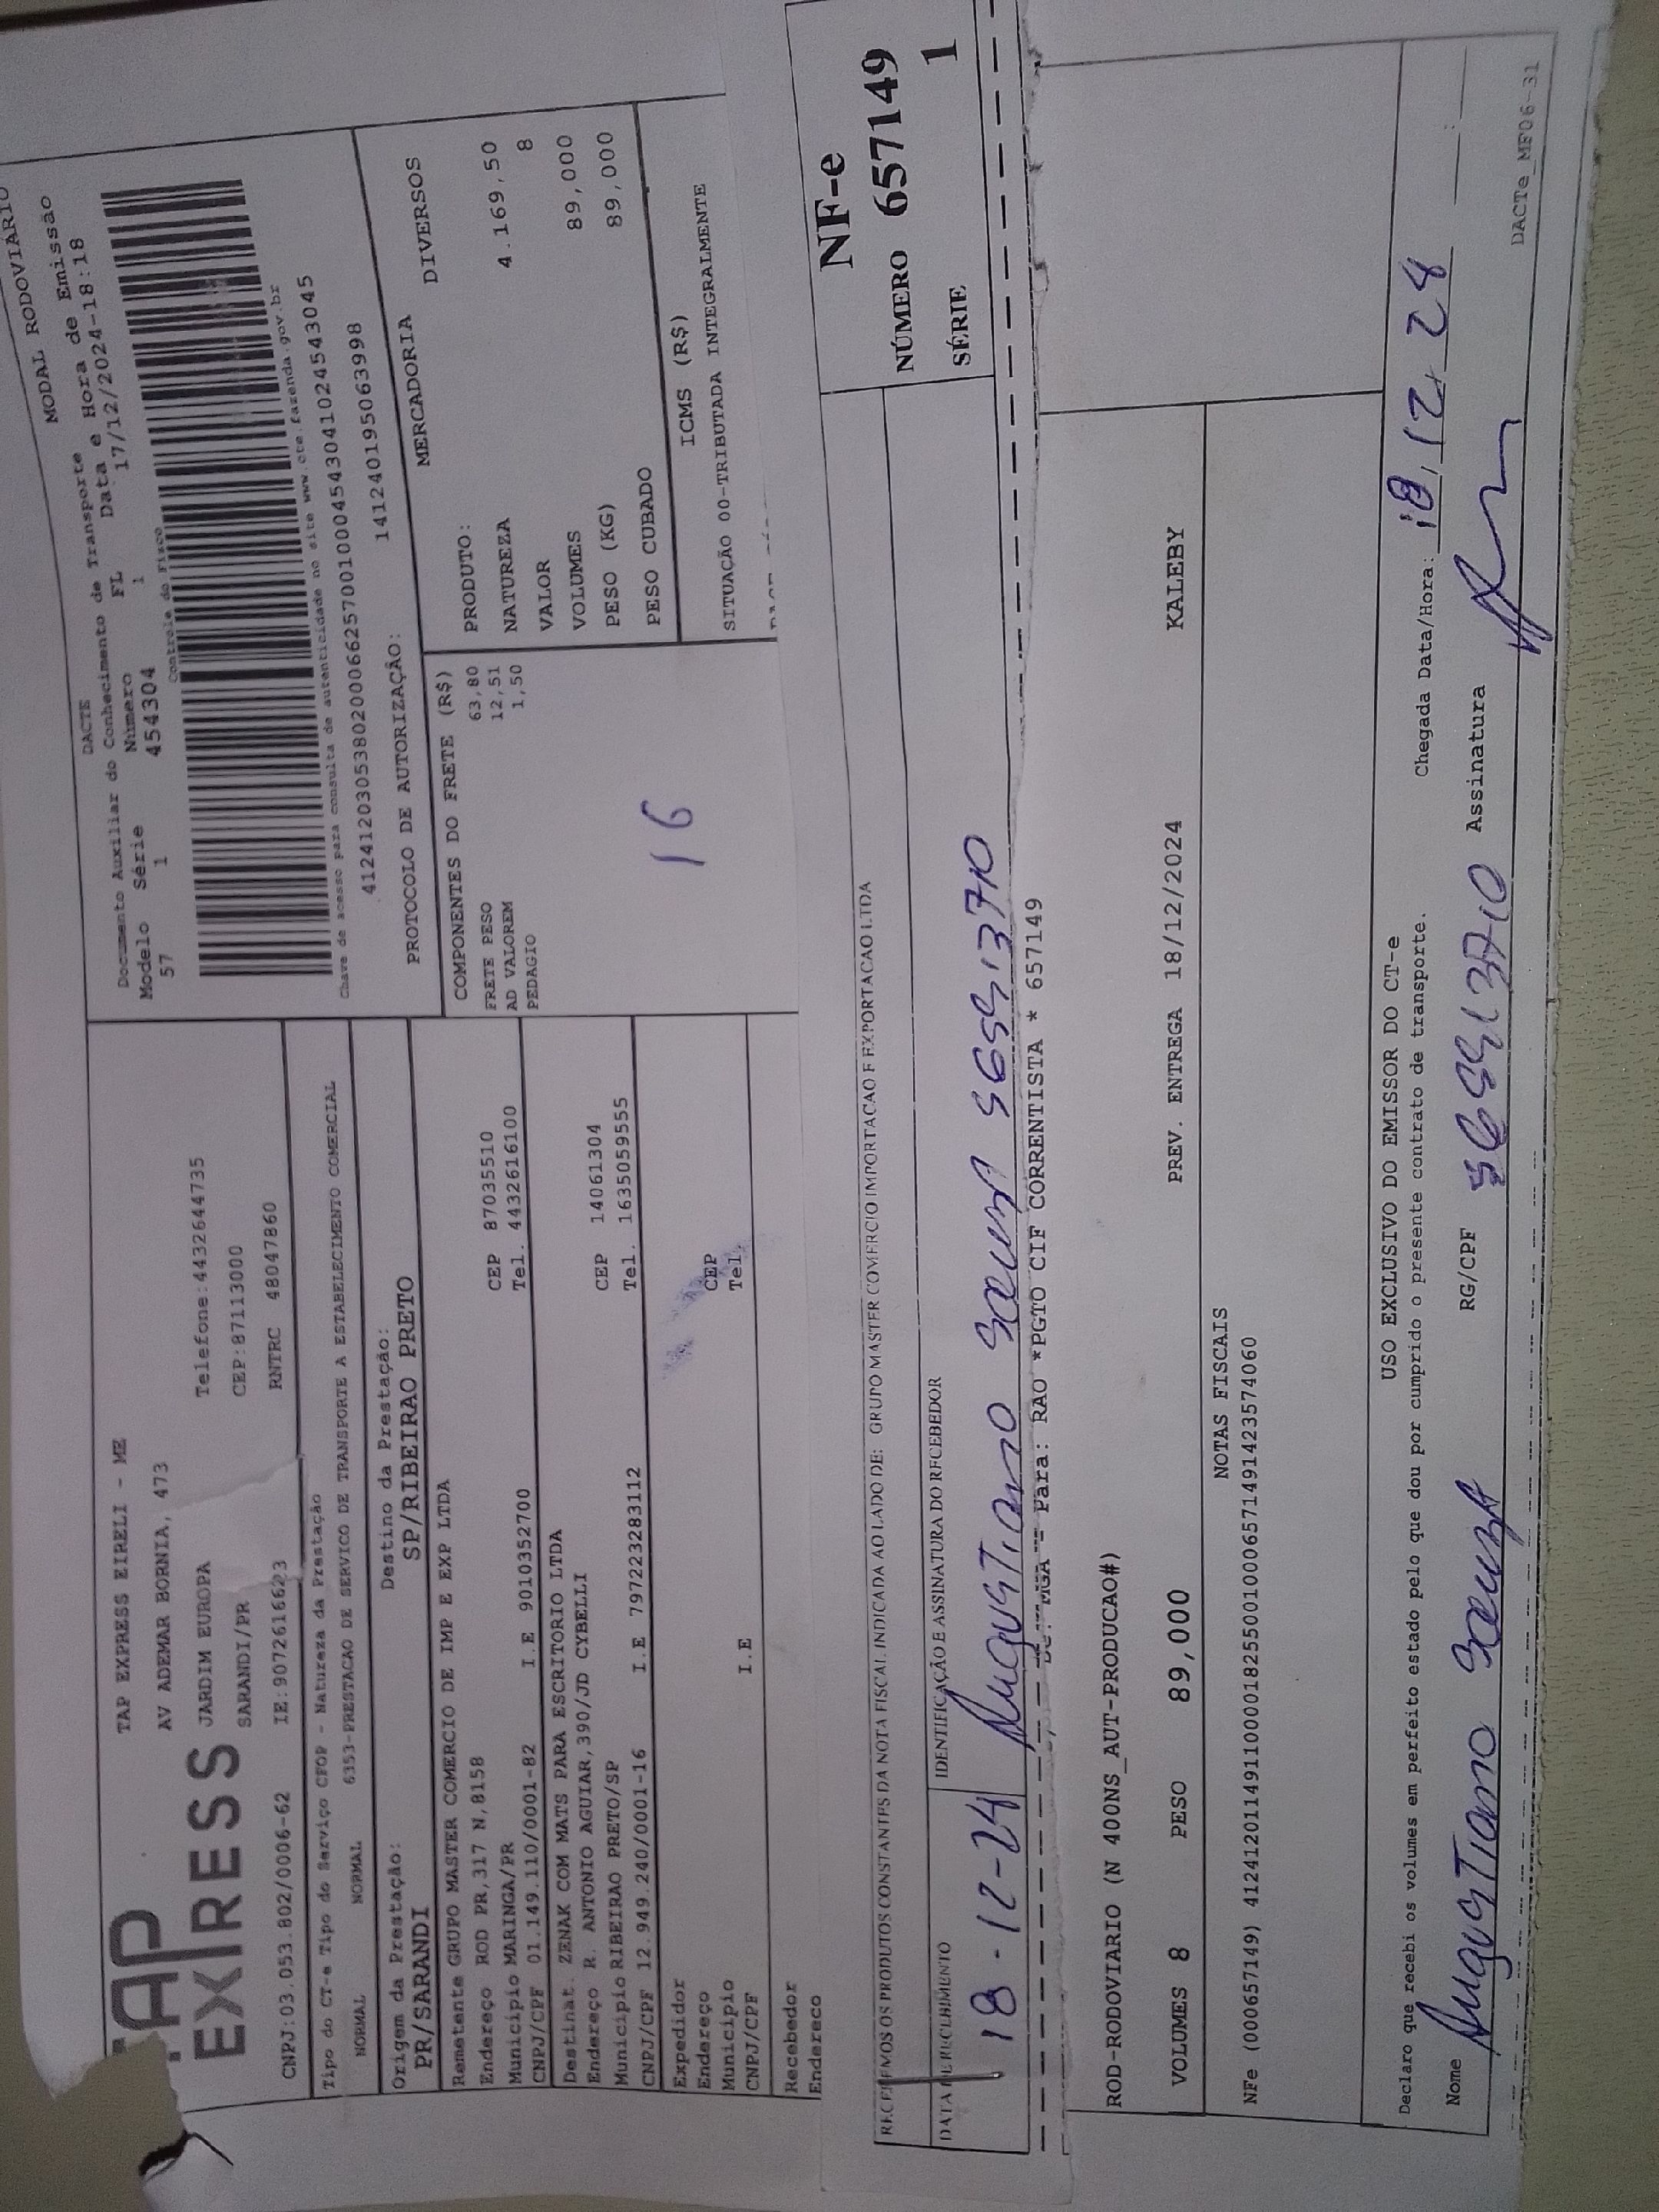 TAP
EXPRESS
TAP EXPRESS EIRELI - ME
AV ADEMAR BORNIA, 473
JARDIM EUROPA Telefone:4432644735
SARANDI/PR CEP:87113000
CNPJ:03.053.802/0006-62 IE:9072616623 RNTRC 48047860
Tipo do CT-e Tipo do Serviço CFOP - Natureza da Prestação
NORMAL NORMAL 6353-PRESTACAO DE SERVICO DE TRANSPORTE A ESTABELECIMENTO COMERCIAL
Origem da Prestação: Destino da Prestação:
PR/SARANDI SP/RIBEIRAO PRETO
Remetente GRUPO MASTER COMERCIO DE IMP E EXP LTDA
Endereço ROD PR,317 N,8158 CEP 87035510
Municipio MARINGA/PR Tel. 4432616100
CNPJ/CPF 01.149.110/0001-82 I.E 9010352700
Destinat. ZENAK COM MATS PARA ESCRITORIO LTDA
Endereço R. ANTONIO AGUIAR,390/JD CYBELLI CEP 14061304
Municipio RIBEIRAO PRETO/SP Tel. 1635059555
CNPJ/CPF 12.949.240/0001-16 I.E 797223283112
Expedidor
Endereço CEP
Municipio Tel
CNPJ/CPF I.E
Recebedor
Endereco
MODAL RODOVIÁRIO
DACTE
Documento Auxiliar do Conhecimento de Transporte
Modelo Série Número FL Data e Hora de Emissão
57 1 454304 1 17/12/2024-18:18
Controle do Fisco
Chave de acesso para consulta de autenticidade no site www.cte.fazenda.gov.br
41241203053802000662570010004543041024543045
PROTOCOLO DE AUTORIZAÇÃO: 141240195063998
COMPONENTES DO FRETE (R$)
FRETE PESO 63,80
AD VALOREM 12,51
PEDAGIO 1,50
16
MERCADORIA
PRODUTO: DIVERSOS
NATUREZA
VALOR 4.169,50
VOLUMES 8
PESO (KG) 89,000
PESO CUBADO 89,000
ICMS (R$)
SITUAÇÃO 00-TRIBUTADA INTEGRALMENTE
RECEBEMOS OS PRODUTOS CONSTANTES DA NOTA FISCAL INDICADA AO LADO DE: GRUPO MASTER COMERCIO IMPORTACAO E EXPORTACAO LTDA
DATA DE RECEBIMENTO IDENTIFICAÇÃO E ASSINATURA DO RECEBEDOR
18-12-24 Augustiano Souza
NF-e
NÚMERO 657149
SÉRIE 1
De: MGA - Para: RAO *PGTO CIF CORRENTISTA * 657149
ROD-RODOVIARIO (N 400NS_AUT-PRODUCAO#)
VOLUMES 8 PESO 89,000 PREV. ENTREGA 18/12/2024 KALEBY
NOTAS FISCAIS
NFe (000657149) 41241201149110000182550010006571491423574060
USO EXCLUSIVO DO EMISSOR DO CT-e
Declaro que recebi os volumes em perfeito estado pelo que dou por cumprido o presente contrato de transporte. Chegada Data/Hora: 18/12/24
Nome Augustiano Souza RG/CPF Assinatura
DACTe_MF06-31